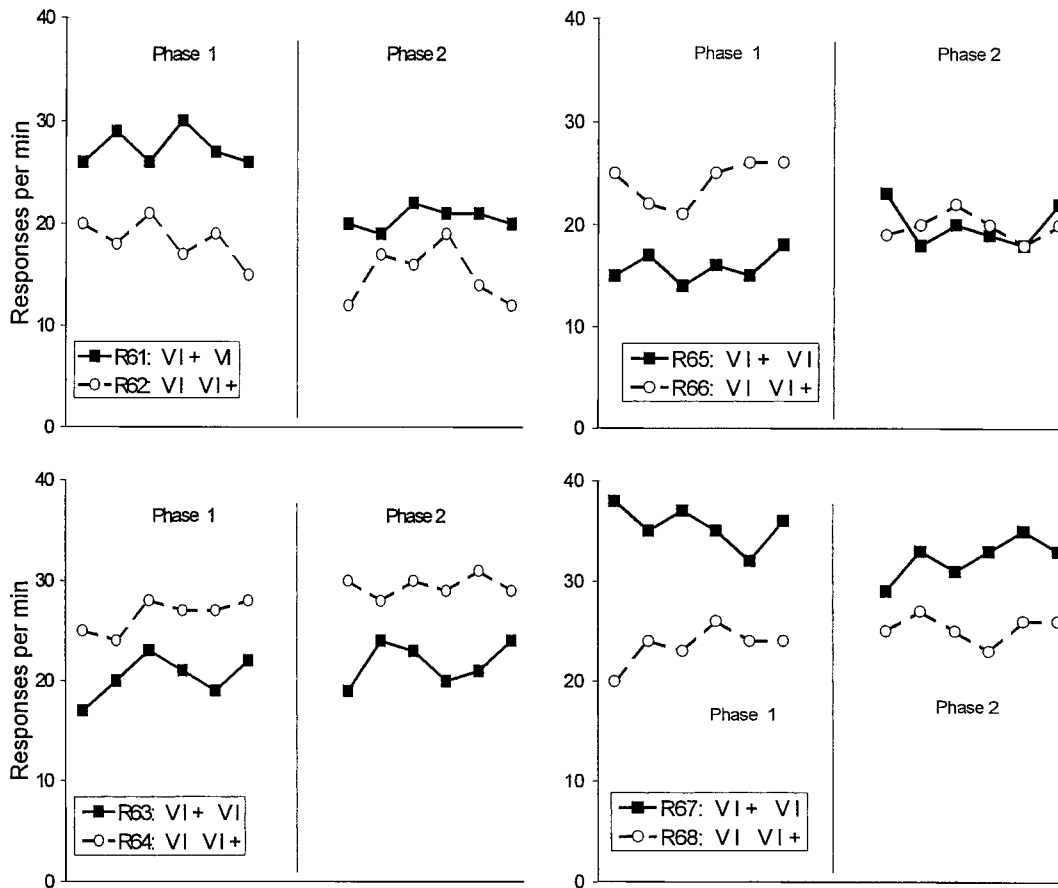 40
30
20
10
0
Responses per min
Phase 1
Phase 2
R61: VI+ VI
R62: VI VI+
40
30
20
10
0
Phase 1
Phase 2
R65: VI+ VI
R66: VI VI+
40
30
20
10
0
Responses per min
Phase 1
Phase 2
R63: VI+ VI
R64: VI VI+
40
30
20
10
0
Phase 1
Phase 2
R67: VI+ VI
R68: VI VI+